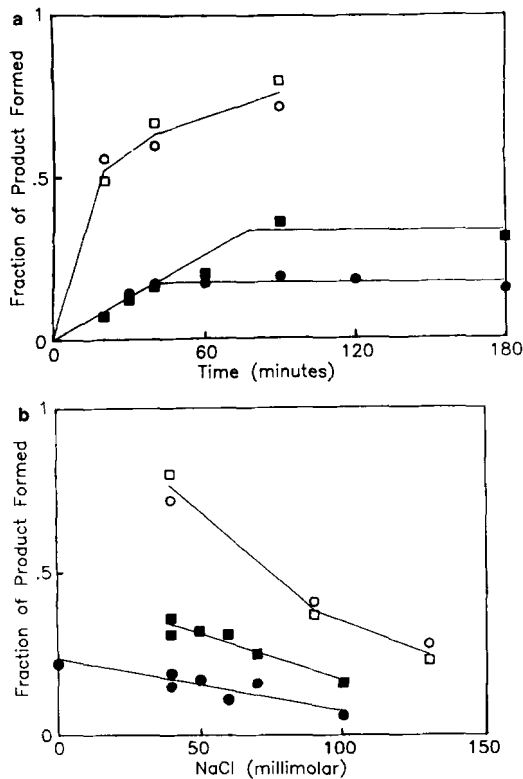 a
1
Fraction of Product Formed
.5
0
0
60
120
180
Time (minutes)
b
1
Fraction of Product Formed
.5
0
0
50
100
150
NaCl (millimolar)